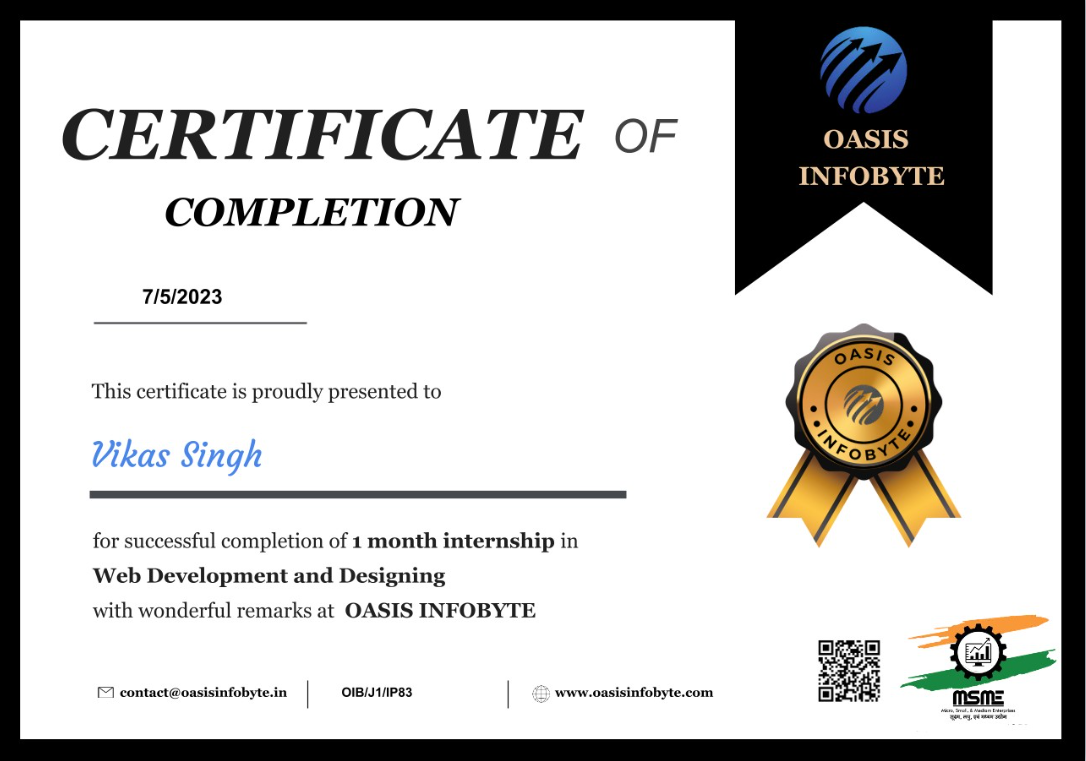 CERTIFICATE OF
COMPLETION
OASIS
INFOBYTE
7/5/2023
This certificate is proudly presented to
Vikas Singh
OASIS
INFOBYTE
for successful completion of 1 month internship in
Web Development and Designing
with wonderful remarks at OASIS INFOBYTE
contact@oasisinfobyte.in
OIB/J1/IP83
www.oasisinfobyte.com
MSME
Micro, Small, & Medium Enterprises
सूक्ष्म, लघु, एवं मध्यम उद्योग